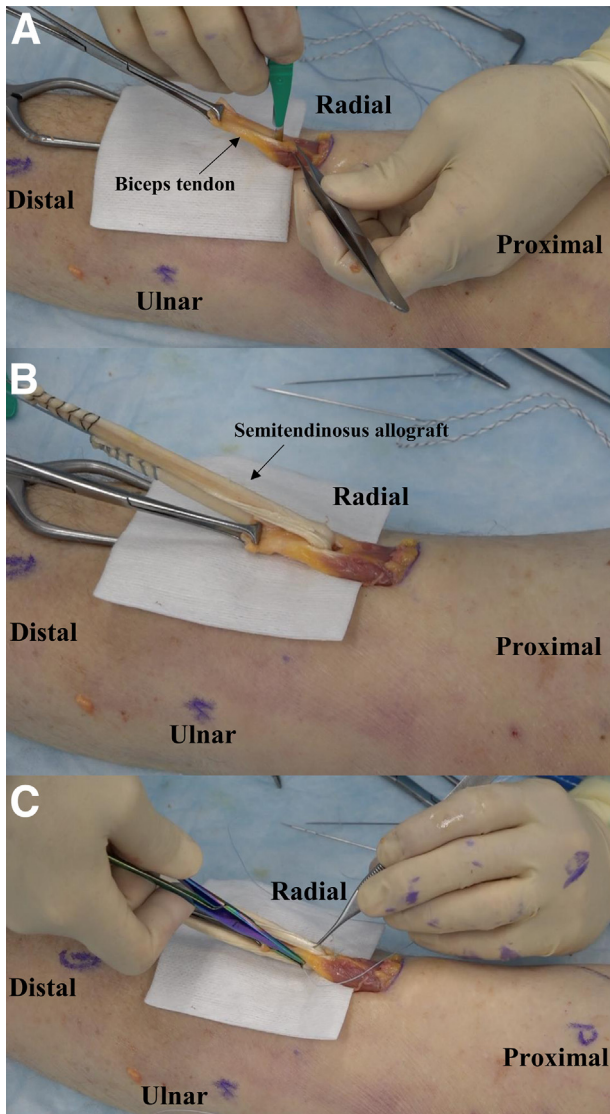 A
Radial
Biceps tendon
Distal
Proximal
Ulnar
B
Semitendinosus allograft
Radial
Distal
Proximal
Ulnar
C
Radial
Distal
Proximal
Ulnar